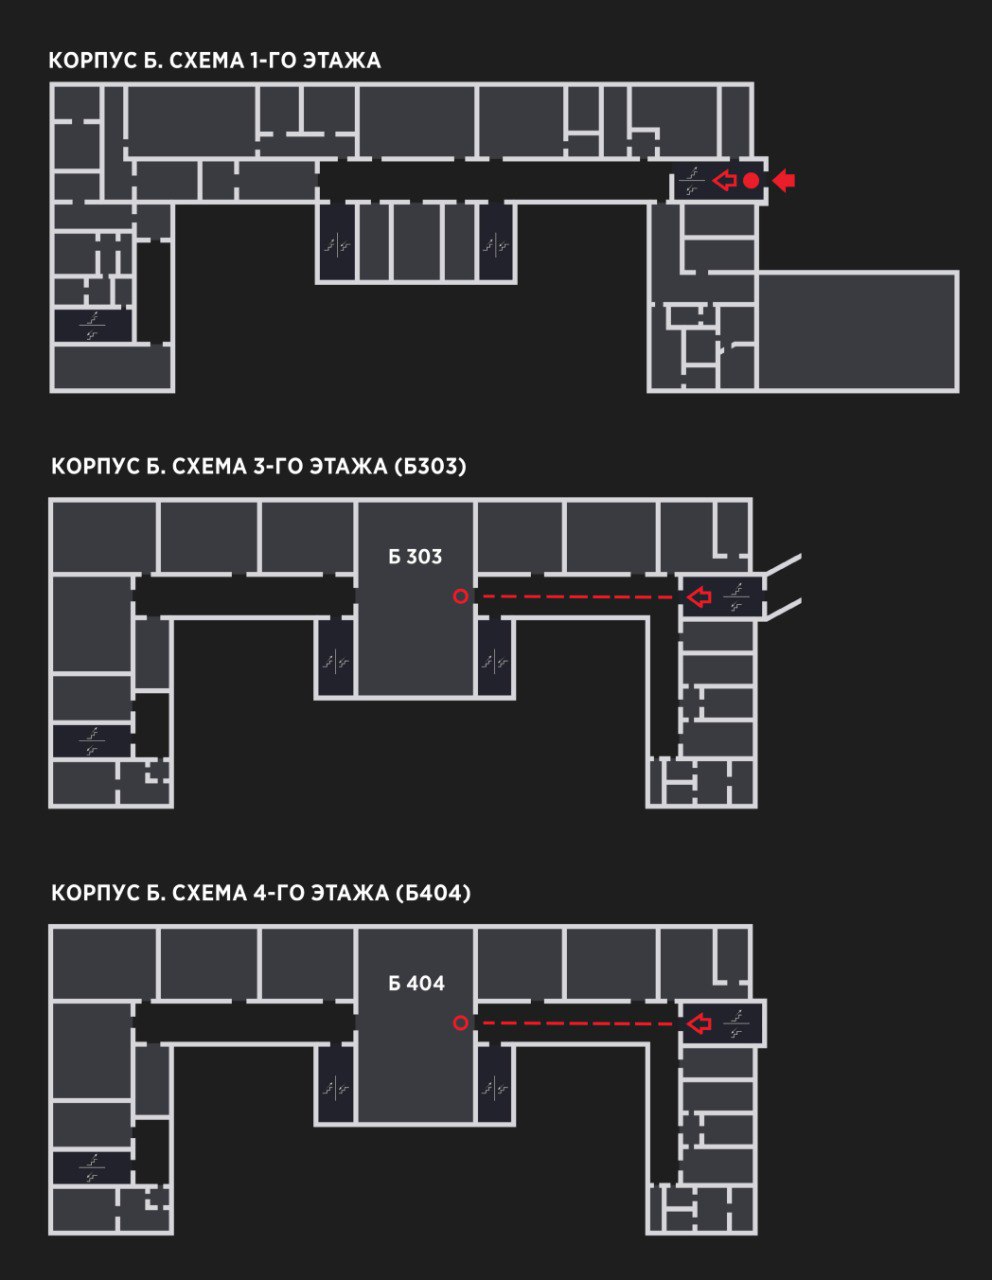 КОРПУС Б. СХЕМА 1-ГО ЭТАЖА
КОРПУС Б. СХЕМА 3-ГО ЭТАЖА (Б303)
Б 303
КОРПУС Б. СХЕМА 4-ГО ЭТАЖА (Б404)
Б 404